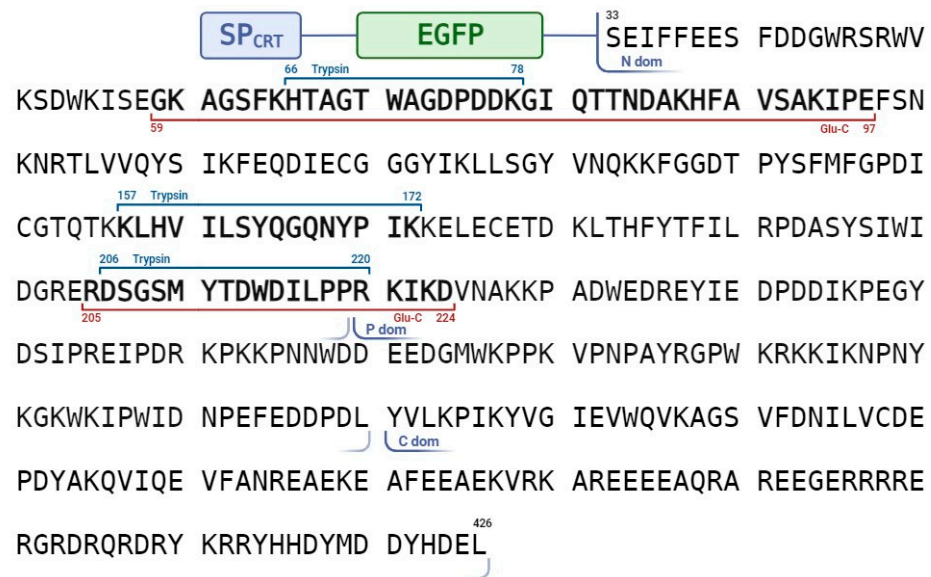 SPCRT EGFP 33
SEIFFEES FDDGWRSRWV
N dom
66 Trypsin 78
KSDWKISEGK AGSFKHTAGT WAGDPDDKGI QTTNDAKHFA VSAKIPEFSN
59 Glu-C 97
KNRTLVVQYS IKFEQDIECG GGYIKLLSGY VNQKKFGGDT PYSFMFGPDI
157 Trypsin 172
CGTQTKKLHV ILSYQGQNYP IKKELECETD KLTHFYTFIL RPDASYSIWI
206 Trypsin 220
DGRERDSGSM YTDWDILPPR KIKDVNAKKP ADWEDREYIE DPDDIKPEGY
205 Glu-C 224
P dom
DSIPREIPDR KPKKPNNWDD EEDGMWKPPK VPNPAYRGPW KRKKIKNPNY
KGKWKIPWID NPEFEDDPDL YVLKPIKYVG IEVWQVKAGS VFDNILVCDE
C dom
PDYAKQVIQE VFANREAEKE AFEEAEKVRK AREEEEAQRA REEGERRRRE
426
RGRDRQRDRY KRRYHHDYMD DYHDEL